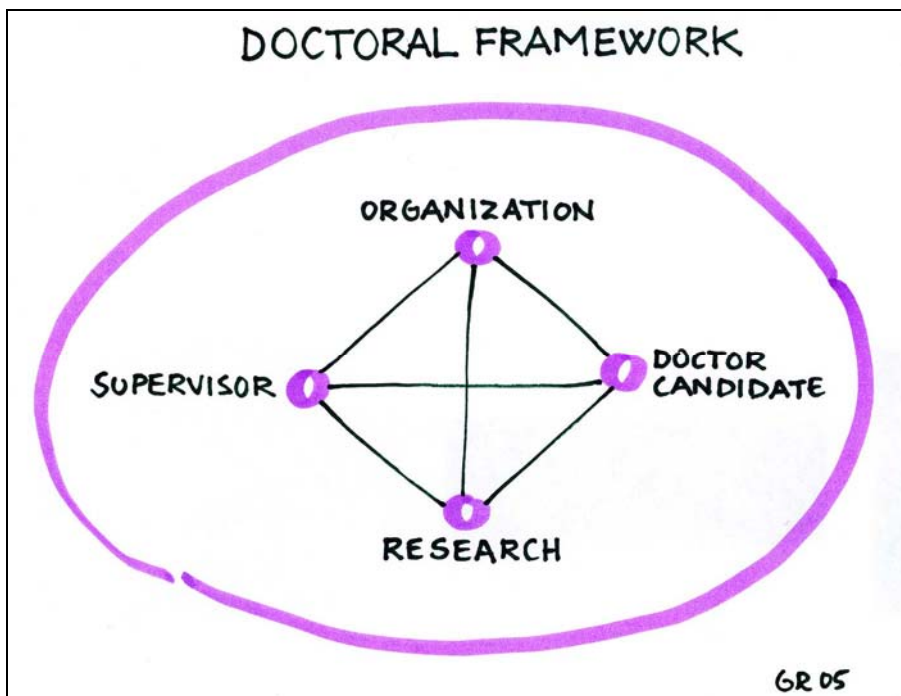 DOCTORAL FRAMEWORK
ORGANIZATION
SUPERVISOR
DOCTOR
CANDIDATE
RESEARCH
GR 05